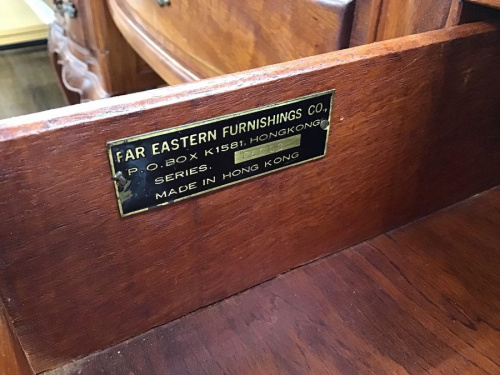 FAR EASTERN FURNISHINGS CO.,
P.O.BOX K1581, HONGKONG
SERIES,
MADE IN HONG KONG